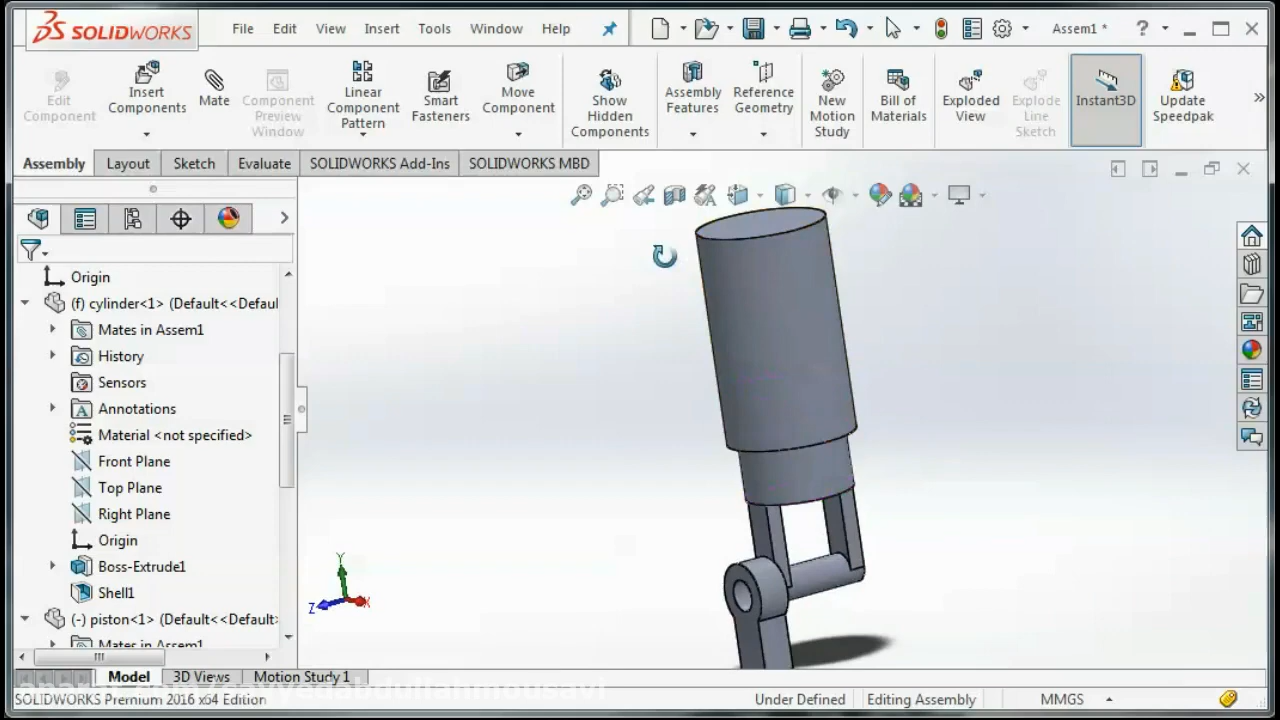 SOLIDWORKS File Edit View Insert Tools Window Help Assem1 * ?
Edit Component
Insert Components
Mate
Component Preview Window
Linear Component Pattern
Smart Fasteners
Move Component
Show Hidden Components
Assembly Features
Reference Geometry
New Motion Study
Bill of Materials
Exploded View
Explode Line Sketch
Instant3D
Update Speedpak
Assembly Layout Sketch Evaluate SOLIDWORKS Add-Ins SOLIDWORKS MBD
Origin
(f) cylinder<1> (Default<<Defaul
Mates in Assem1
History
Sensors
Annotations
Material <not specified>
Front Plane
Top Plane
Right Plane
Origin
Boss-Extrude1
Shell1
(-) piston<1> (Default<<Default>
Mates in Assem1
Y
Z X
Model 3D Views Motion Study 1
SOLIDWORKS Premium 2016 x64 Edition Under Defined Editing Assembly MMGS